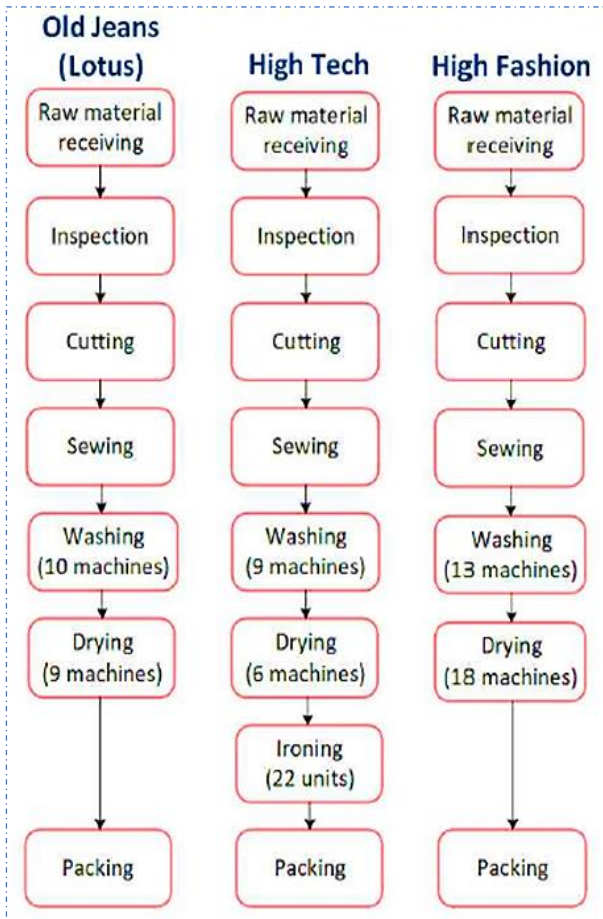 Old Jeans
(Lotus)
Raw material
receiving
Inspection
Cutting
Sewing
Washing
(10 machines)
Drying
(9 machines)
Packing
High Tech
Raw material
receiving
Inspection
Cutting
Sewing
Washing
(9 machines)
Drying
(6 machines)
Ironing
(22 units)
Packing
High Fashion
Raw material
receiving
Inspection
Cutting
Sewing
Washing
(13 machines)
Drying
(18 machines)
Packing